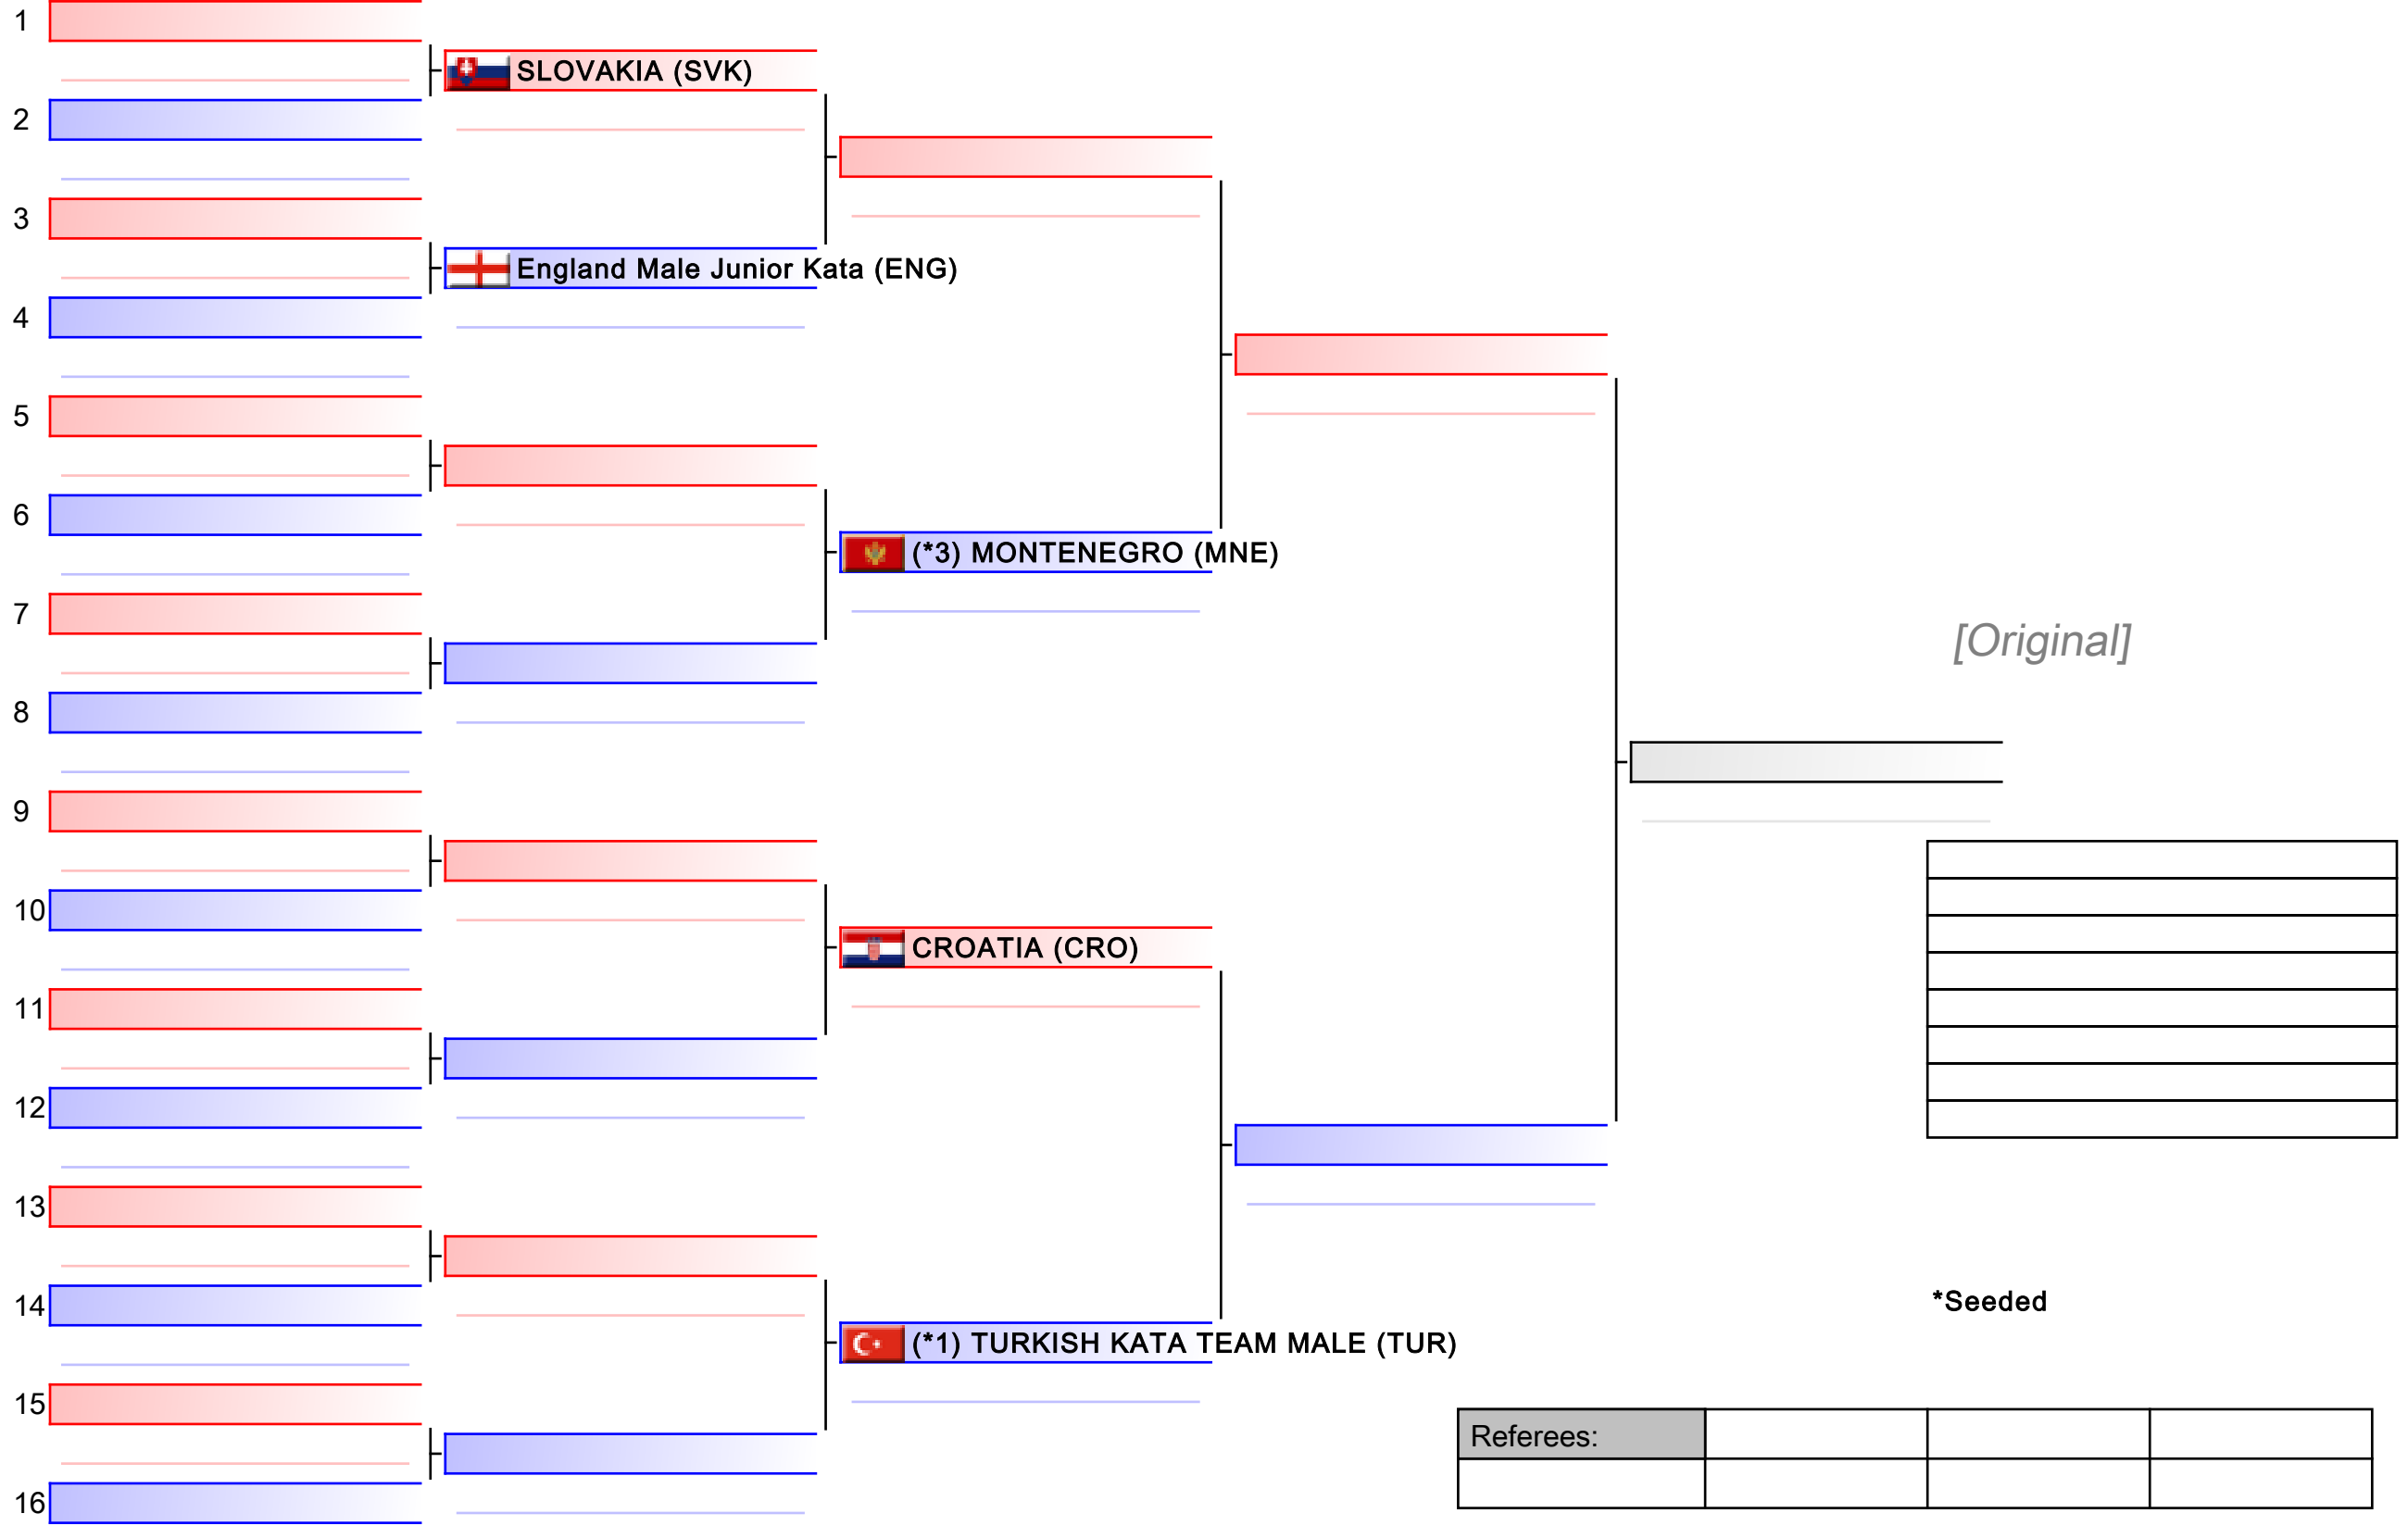 1
SLOVAKIA (SVK)
2
3
England Male Junior Kata (ENG)
4
5
6
(*3) MONTENEGRO (MNE)
7
[Original]
8
9
10
CROATIA (CRO)
11
12
13
14
*Seeded
(*1) TURKISH KATA TEAM MALE (TUR)
15
Referees:
16